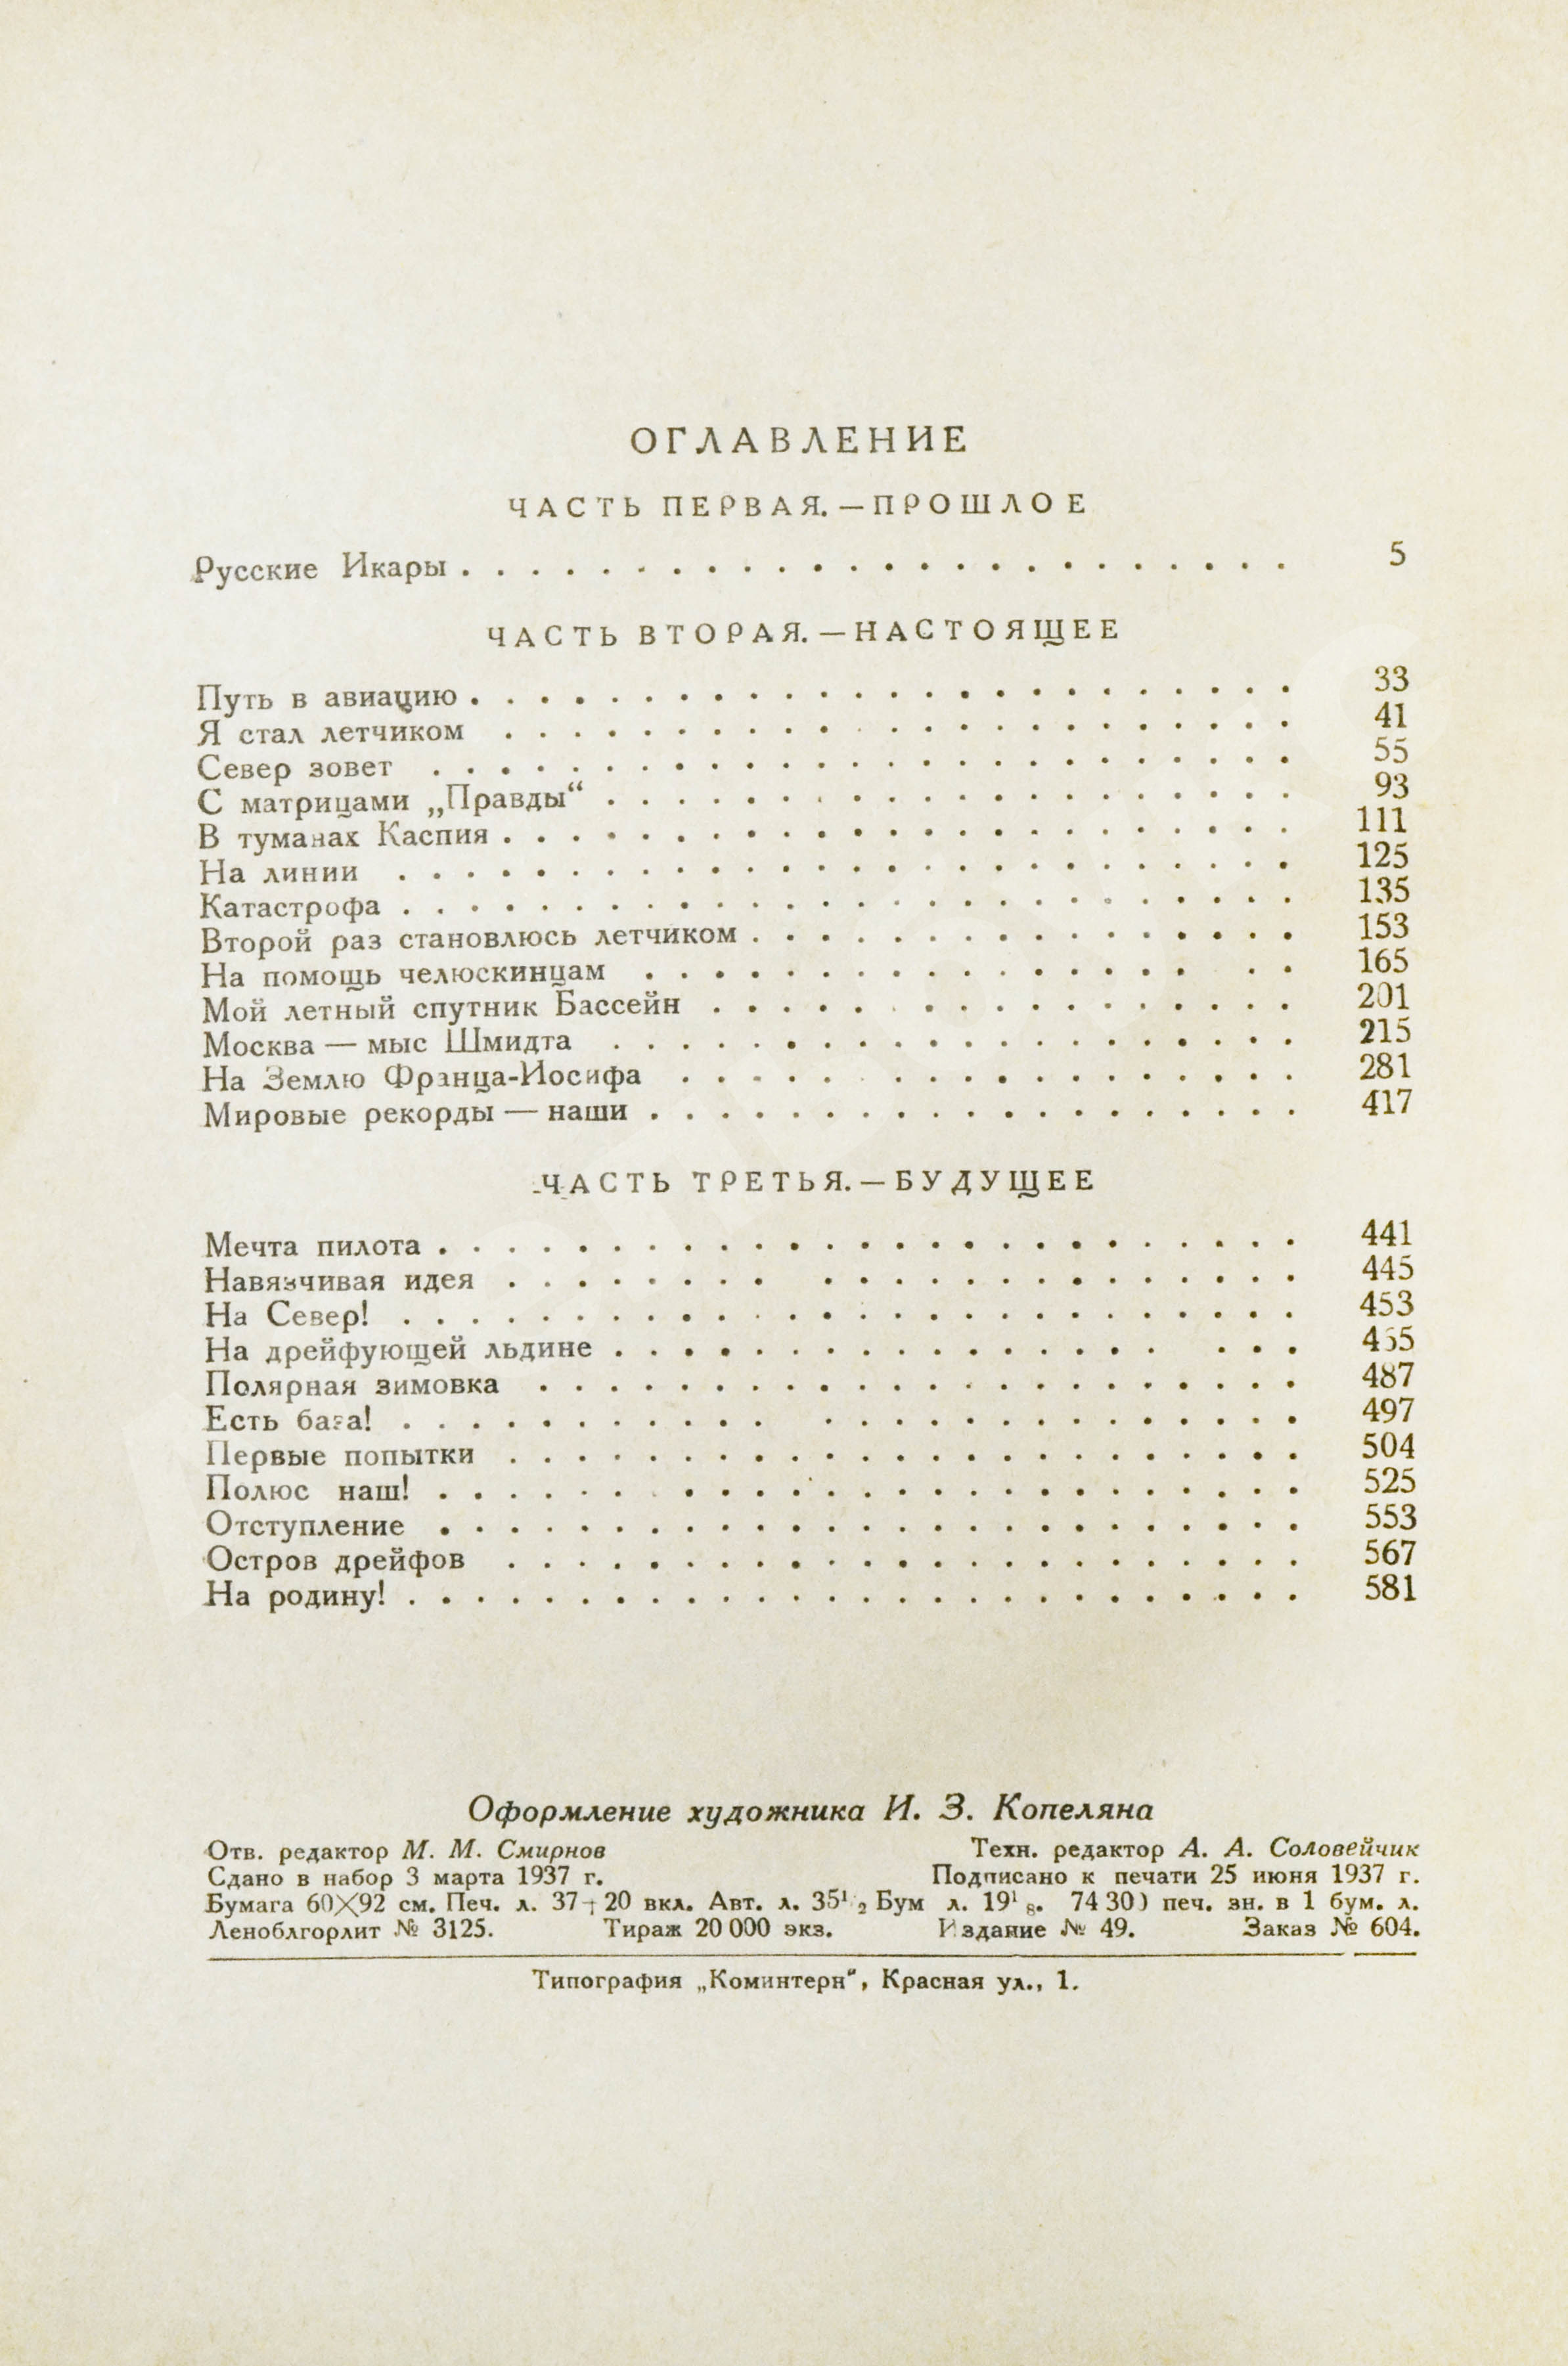 ОГЛАВЛЕНИЕ
ЧАСТЬ ПЕРВАЯ.—ПРОШЛОЕ
Русские Икары . . . . . . . . . . . . . . . . . . . . . . . . 5
ЧАСТЬ ВТОРАЯ.—НАСТОЯЩЕЕ
Путь в авиацию . . . . . . . . . . . . . . . . . . . . . . . . 33
Я стал летчиком . . . . . . . . . . . . . . . . . . . . . . . 41
Север зовет . . . . . . . . . . . . . . . . . . . . . . . . . 55
С матрицами „Правды“ . . . . . . . . . . . . . . . . . . . . 93
В туманах Каспия . . . . . . . . . . . . . . . . . . . . . . . 111
На линии . . . . . . . . . . . . . . . . . . . . . . . . . . 125
Катастрофа . . . . . . . . . . . . . . . . . . . . . . . . . . 135
Второй раз становлюсь летчиком . . . . . . . . . . . . . . . . 153
На помощь челюскинцам . . . . . . . . . . . . . . . . . . 165
Мой летный спутник Бассейн . . . . . . . . . . . . . . . . . 201
Москва — мыс Шмидта . . . . . . . . . . . . . . . . . . . . 215
На Землю Франца-Иосифа . . . . . . . . . . . . . . . . . 281
Мировые рекорды — наши . . . . . . . . . . . . . . . . . . . 417
ЧАСТЬ ТРЕТЬЯ.—БУДУЩЕЕ
Мечта пилота . . . . . . . . . . . . . . . . . . . . . . . . . 441
Навязчивая идея . . . . . . . . . . . . . . . . . . . . . . 445
На Север! . . . . . . . . . . . . . . . . . . . . . . . . . . 453
На дрейфующей льдине . . . . . . . . . . . . . . . . . . .
Полярная зимовка . . . . . . . . . . . . . . . . . . . . . . 487
Есть база! . . . . . . . . . . . . . . . . . . . . . . . . . 497
Первые попытки . . . . . . . . . . . . . . . . . . . . . . . 504
Полюс наш! . . . . . . . . . . . . . . . . . . . . . . . . . 525
Отступление . . . . . . . . . . . . . . . . . . . . . . . . . 553
Остров дрейфов . . . . . . . . . . . . . . . . . . . . . . . 567
На родину! . . . . . . . . . . . . . . . . . . . . . . . . . . 581
Оформление художника И. З. Копеляна
Отв. редактор М. М. Смирнов Техн. редактор А. А. Соловейчик
Сдано в набор 3 марта 1937 г. Подписано к печати 25 июня 1937 г.
Бумага 60×92 см. Печ. л. 37+20 вкл. Авт. л. 35¹ ₂ Бум л. 19¹ ₈. печ. зн. в 1 бум. л.
Леноблгорлит № 3125. Тираж 20 000 экз. Издание № 49. Заказ № 604.
Типография „Коминтерн“, Красная ул., 1.